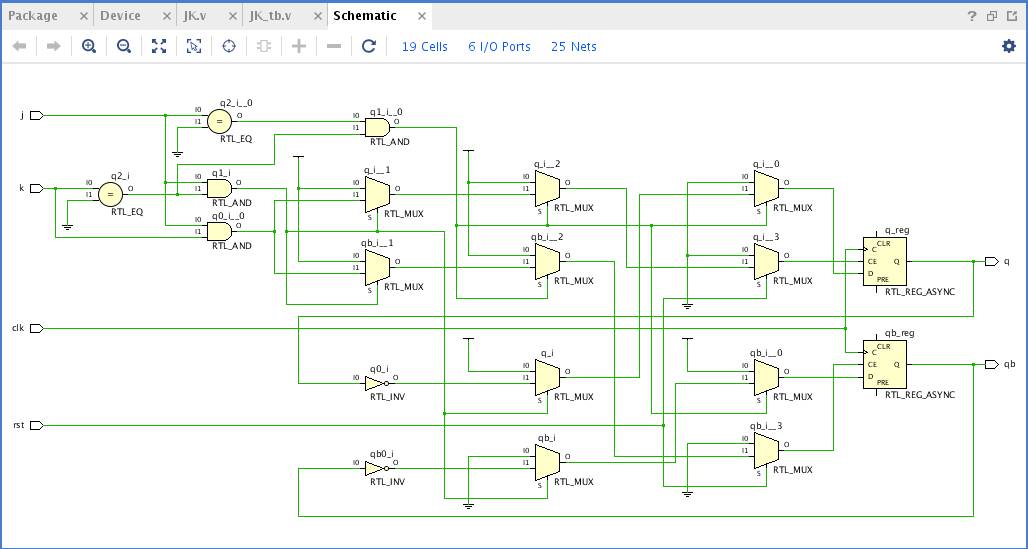 Package × Device × JK.v × JK_tb.v × Schematic ×
? 
19 Cells 6 I/O Ports 25 Nets
j
I0
I1
q2_i__0
=
O
RTL_EQ
I0
I1
q1_i__0
O
RTL_AND
k
I0
I1
q2_i
=
O
RTL_EQ
I0
I1
q1_i
O
RTL_AND
I0
I1
q0_i__0
O
RTL_AND
I0
I1
q_i__1
O
S
RTL_MUX
I0
I1
qb_i__1
O
S
RTL_MUX
I0
I1
q_i__2
O
S
RTL_MUX
I0
I1
qb_i__2
O
S
RTL_MUX
I0
I1
q_i__0
O
S
RTL_MUX
I0
I1
q_i__3
O
S
RTL_MUX
q_reg
CLR
C
CE
Q
D
PRE
RTL_REG_ASYNC
q
clk
qb_reg
CLR
C
CE
Q
D
PRE
RTL_REG_ASYNC
qb
I0
q0_i
O
RTL_INV
I0
I1
q_i
O
S
RTL_MUX
I0
I1
qb_i__0
O
S
RTL_MUX
rst
I0
qb0_i
O
RTL_INV
I0
I1
qb_i
O
S
RTL_MUX
I0
I1
qb_i__3
O
S
RTL_MUX